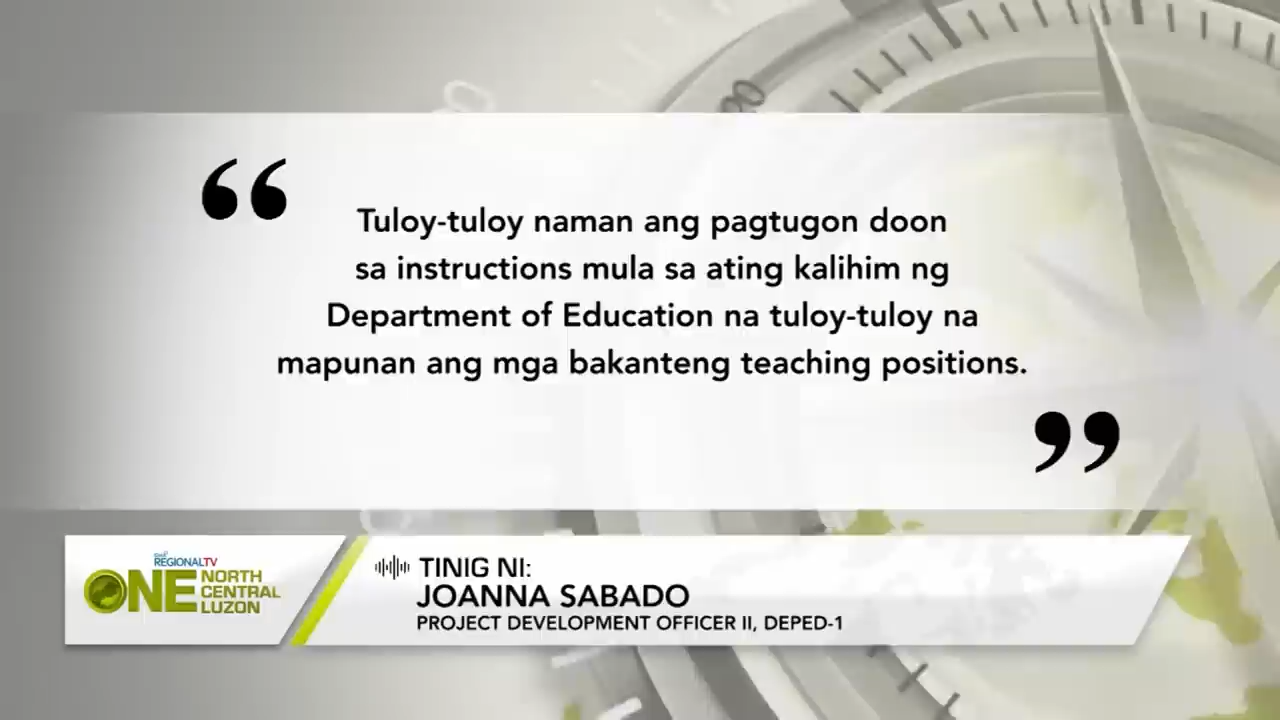 “
Tuloy-tuloy naman ang pagtugon doon
sa instructions mula sa ating kalihim ng
Department of Education na tuloy-tuloy na
mapunan ang mga bakanteng teaching positions.
”
REGIONALTV
ONE NORTH CENTRAL LUZON
TINIG NI:
JOANNA SABADO
PROJECT DEVELOPMENT OFFICER II, DEPED-1